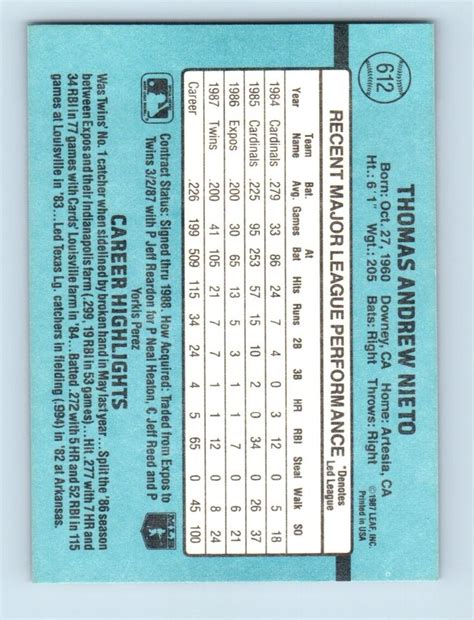 612
THOMAS ANDREW NIETO
Born: Oct. 27, 1960 Downey, CA Home: Artesia, CA
Ht.: 6'1" Wgt.: 205 Bats: Right Throws: Right
©1987 LEAF, INC.
Printed in USA
RECENT MAJOR LEAGUE PERFORMANCE *Denotes Led League
Year Team Name Bat. Avg. Games At Bat Hits Runs 2B 3B HR RBI Steal Walk SO
1984 Cardinals .279 33 86 24 7 4 0 3 12 0 5 18
1985 Cardinals .225 95 253 57 15 10 2 0 34 0 26 37
1986 Expos .200 30 65 13 5 3 1 1 7 0 6 21
1987 Twins .200 41 105 21 7 7 1 1 12 0 8 24
CAREER .226 199 509 115 34 24 4 5 65 0 45 100
Contract Status: Signed thru 1988. How Acquired: Traded from Expos to
Twins 3/2/87 with P Jeff Reardon for P Neal Heaton, C Jeff Reed and P
Yorkis Perez
MLB
CAREER HIGHLIGHTS
Was Twins' No. 1 catcher when sidelined by broken hand in May last year...Split the '86 season
between Expos and their Indianapolis farm (.299, 19 RBI in 53 games)...Hit .277 with 7 HR and
34 RBI in 77 games with Cards' Louisville farm in '84...Batted .272 with 5 HR and 52 RBI in 115
games at Louisville in '83...Led Texas Lg. catchers in fielding (.994) in '82 at Arkansas.